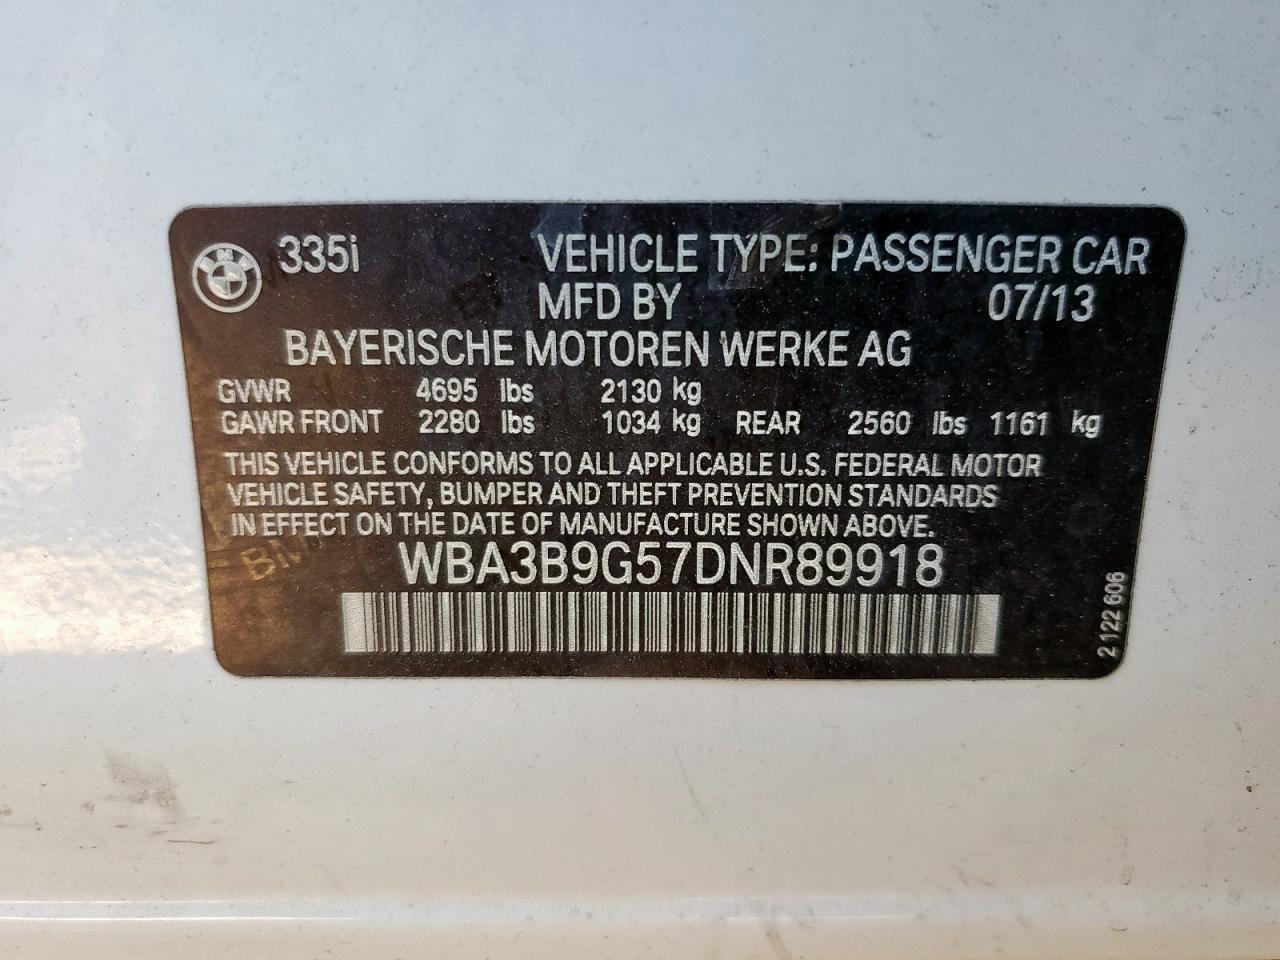 335i VEHICLE TYPE: PASSENGER CAR
MFD BY 07/13
BAYERISCHE MOTOREN WERKE AG
GVWR 4695 lbs 2130 kg
GAWR FRONT 2280 lbs 1034 kg REAR 2560 lbs 1161 kg
THIS VEHICLE CONFORMS TO ALL APPLICABLE U.S. FEDERAL MOTOR
VEHICLE SAFETY, BUMPER AND THEFT PREVENTION STANDARDS
IN EFFECT ON THE DATE OF MANUFACTURE SHOWN ABOVE.
WBA3B9G57DNR89918
2 122 606
BMW